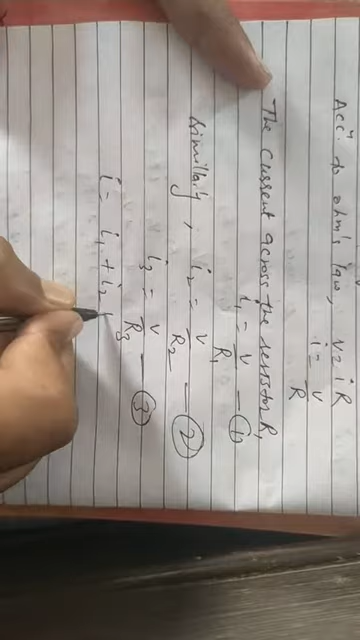 Acc. to ohm's law, V = iR
i = V/R
The current across the resistor R₁
i₁ = V/R₁ — ①
Similarly, i₂ = V/R₂ — ②
i₃ = V/R₃ — ③
i = i₁ + i₂ +